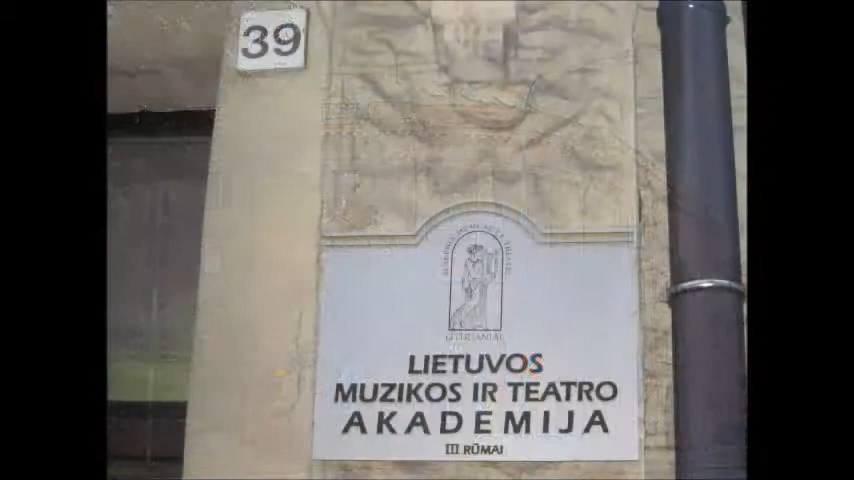 39
LIETUVOS
MUZIKOS IR TEATRO
AKADEMIJA
III RŪMAI